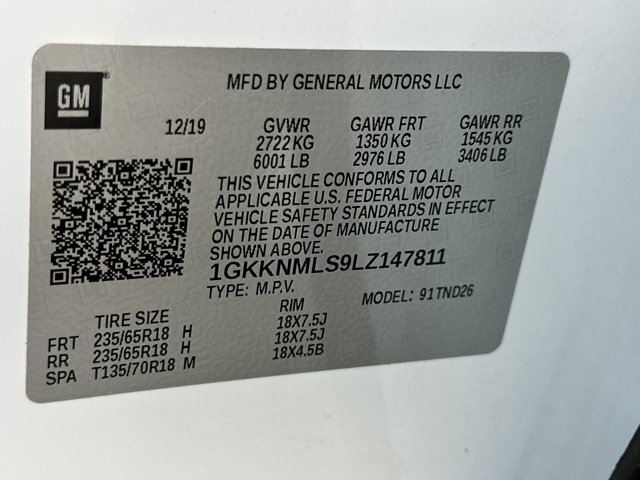 GM
MFD BY GENERAL MOTORS LLC
12/19 GVWR GAWR FRT GAWR RR
2722 KG 1350 KG 1545 KG
6001 LB 2976 LB 3406 LB
THIS VEHICLE CONFORMS TO ALL
APPLICABLE U.S. FEDERAL MOTOR
VEHICLE SAFETY STANDARDS IN EFFECT
ON THE DATE OF MANUFACTURE
SHOWN ABOVE.
1GKKNMLS9LZ147811
TYPE: M.P.V. MODEL: 91TND26
TIRE SIZE RIM
FRT 235/65R18 H 18X7.5J
RR 235/65R18 H 18X7.5J
SPA T135/70R18 M 18X4.5B